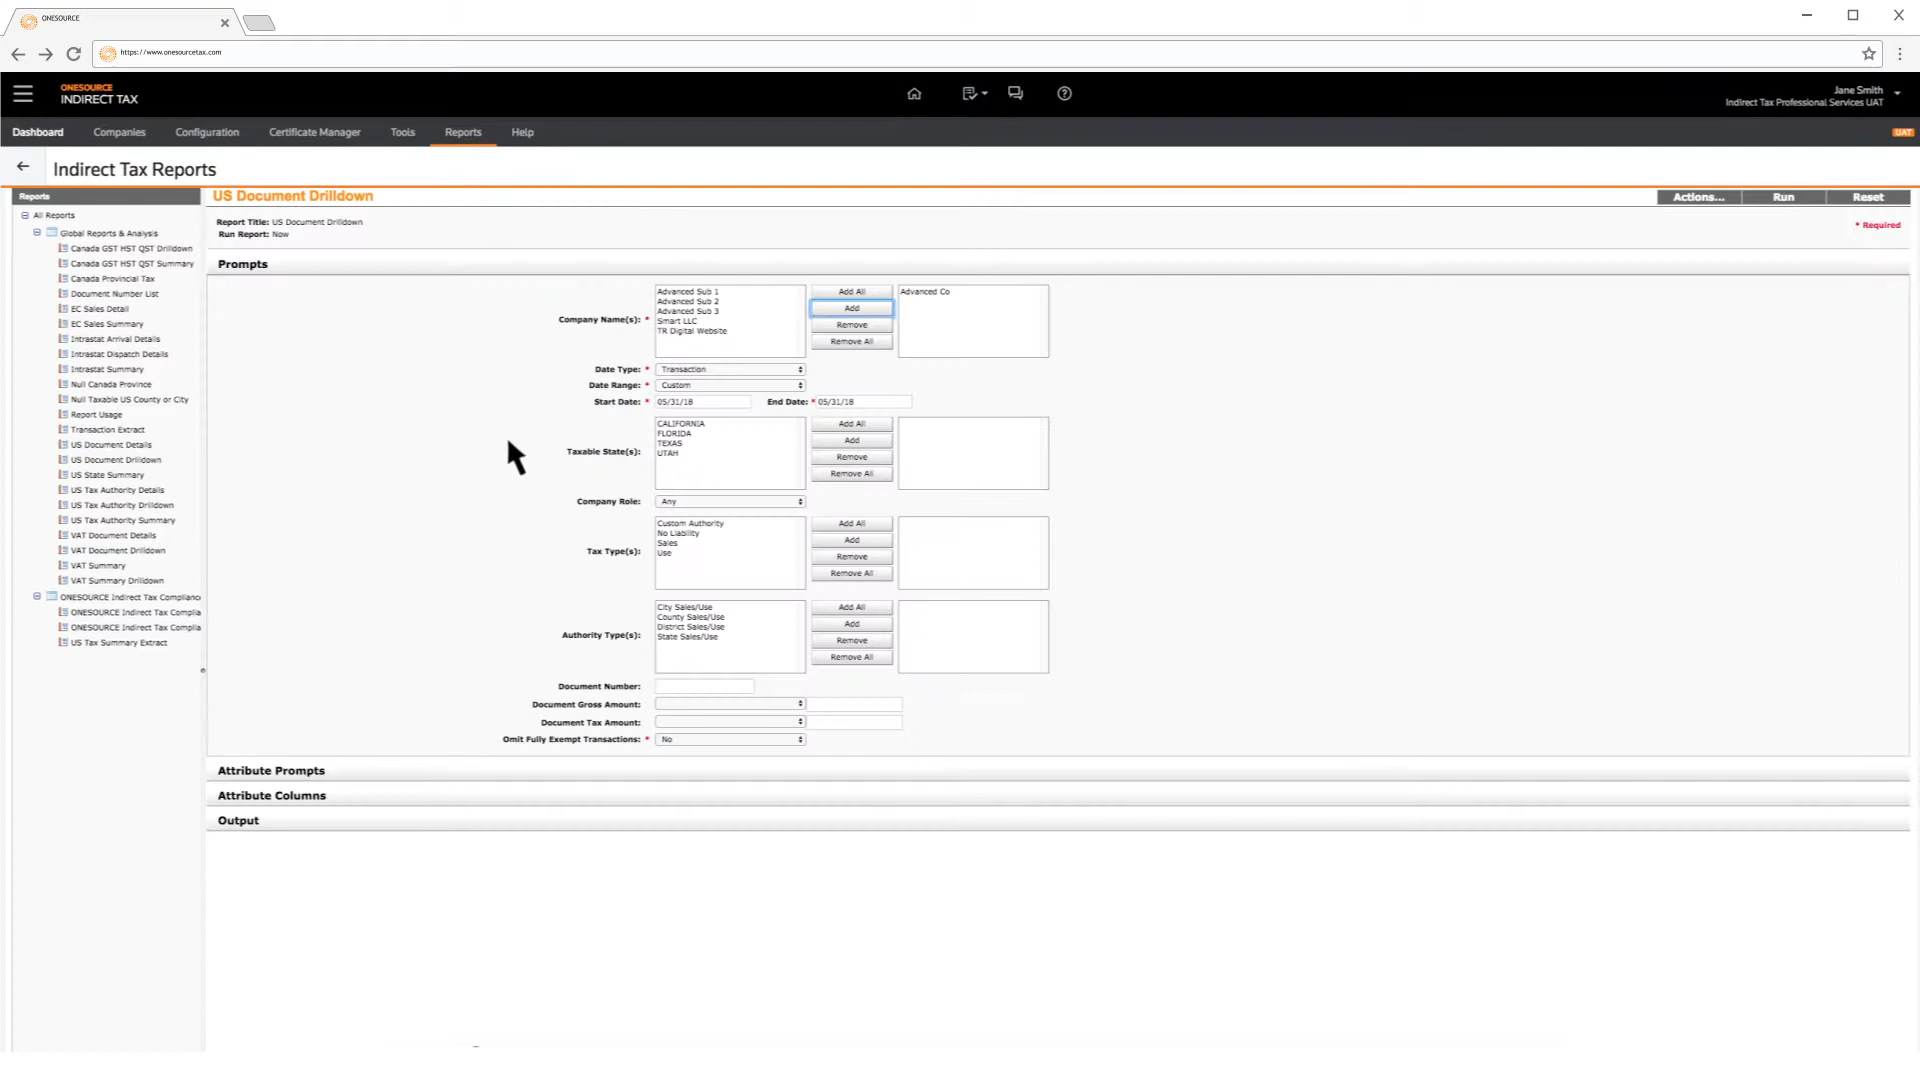 ONESOURCE
https://www.onesourcetax.com
ONESOURCE
INDIRECT TAX
Jane Smith
Indirect Tax Professional Services UAT
Dashboard Companies Configuration Certificate Manager Tools Reports Help
UAT
Indirect Tax Reports
Reports
All Reports
Global Reports & Analysis
Canada GST HST QST Drilldown
Canada GST HST QST Summary
Canada Provincial Tax
Document Number List
EC Sales Detail
EC Sales Summary
Intrastat Arrival Details
Intrastat Dispatch Details
Intrastat Summary
Null Canada Province
Null Taxable US County or City
Report Usage
Transaction Extract
US Document Details
US Document Drilldown
US State Summary
US Tax Authority Details
US Tax Authority Drilldown
US Tax Authority Summary
VAT Document Details
VAT Document Drilldown
VAT Summary
VAT Summary Drilldown
ONESOURCE Indirect Tax Compliance
ONESOURCE Indirect Tax Complia
ONESOURCE Indirect Tax Complia
US Tax Summary Extract
US Document Drilldown
Actions... Run Reset
Report Title: US Document Drilldown
Run Report: Now
* Required
Prompts
Company Name(s): *
Advanced Sub 1
Advanced Sub 2
Advanced Sub 3
Smart LLC
TR Digital Website
Add All
Add
Remove
Remove All
Advanced Co
Date Type: * Transaction
Date Range: * Custom
Start Date: * 05/31/18 End Date: * 05/31/18
Taxable State(s):
CALIFORNIA
FLORIDA
TEXAS
UTAH
Add All
Add
Remove
Remove All
Company Role: Any
Tax Type(s):
Custom Authority
No Liability
Sales
Use
Add All
Add
Remove
Remove All
Authority Type(s):
City Sales/Use
County Sales/Use
District Sales/Use
State Sales/Use
Add All
Add
Remove
Remove All
Document Number:
Document Gross Amount:
Document Tax Amount:
Omit Fully Exempt Transactions: * No
Attribute Prompts
Attribute Columns
Output